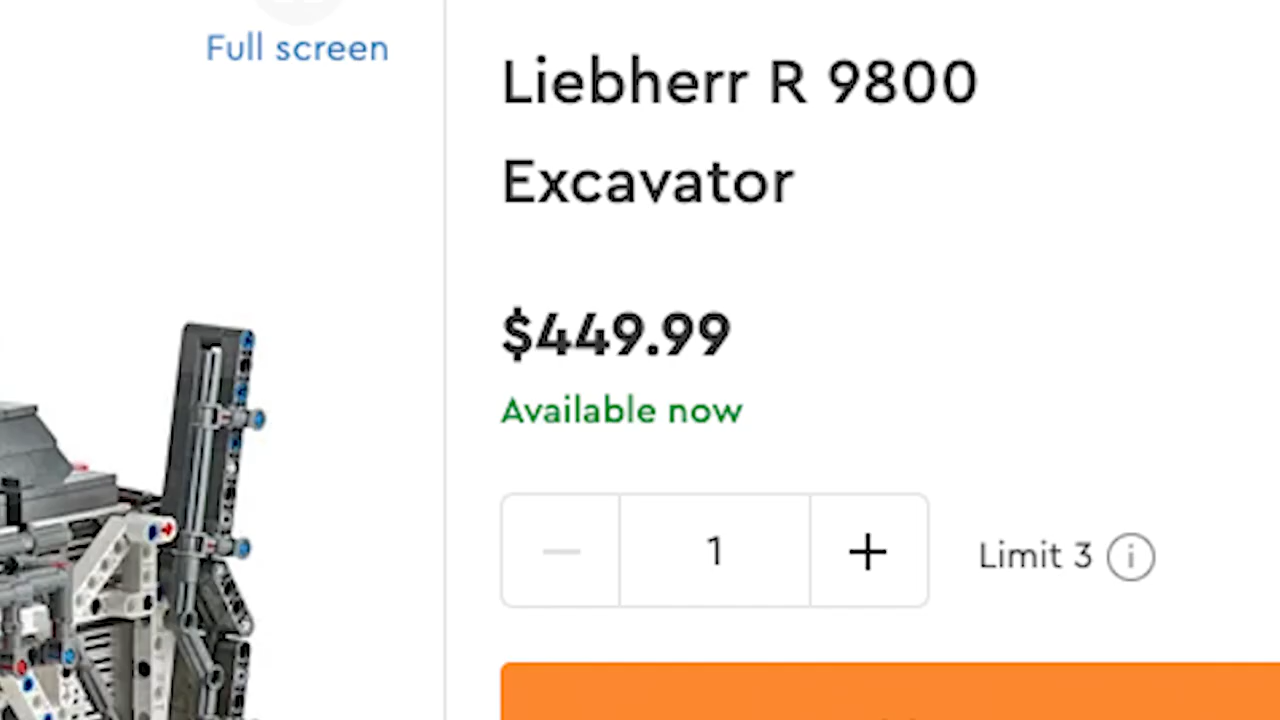 Full screen
Liebherr R 9800
Excavator
$449.99
Available now
1
Limit 3